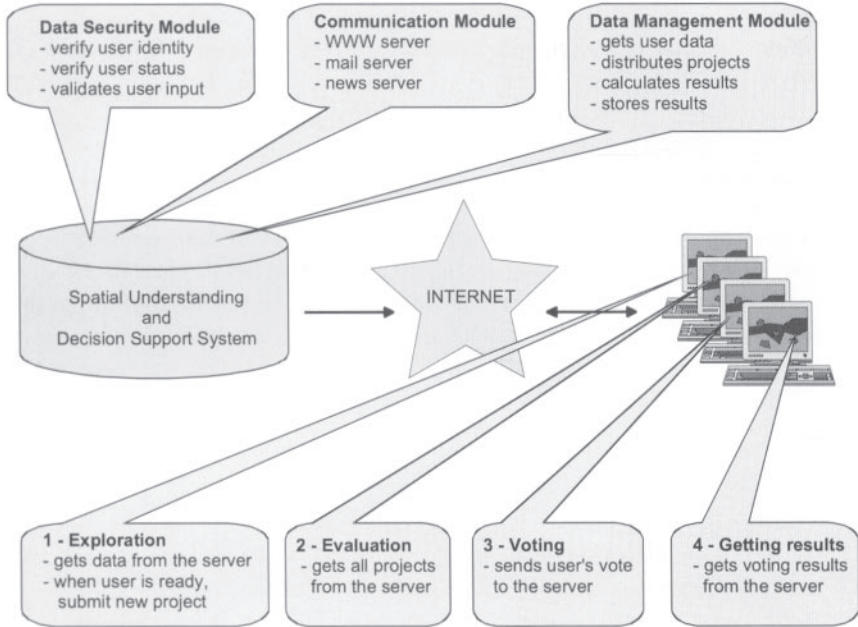 Data Security Module
- verify user identity
- verify user status
- validates user input
Communication Module
- WWW server
- mail server
- news server
Data Management Module
- gets user data
- distributes projects
- calculates results
- stores results
Spatial Understanding
and
Decision Support System
INTERNET
1 - Exploration
- gets data from the server
- when user is ready,
submit new project
2 - Evaluation
- gets all projects
from the server
3 - Voting
- sends user's vote
to the server
4 - Getting results
- gets voting results
from the server